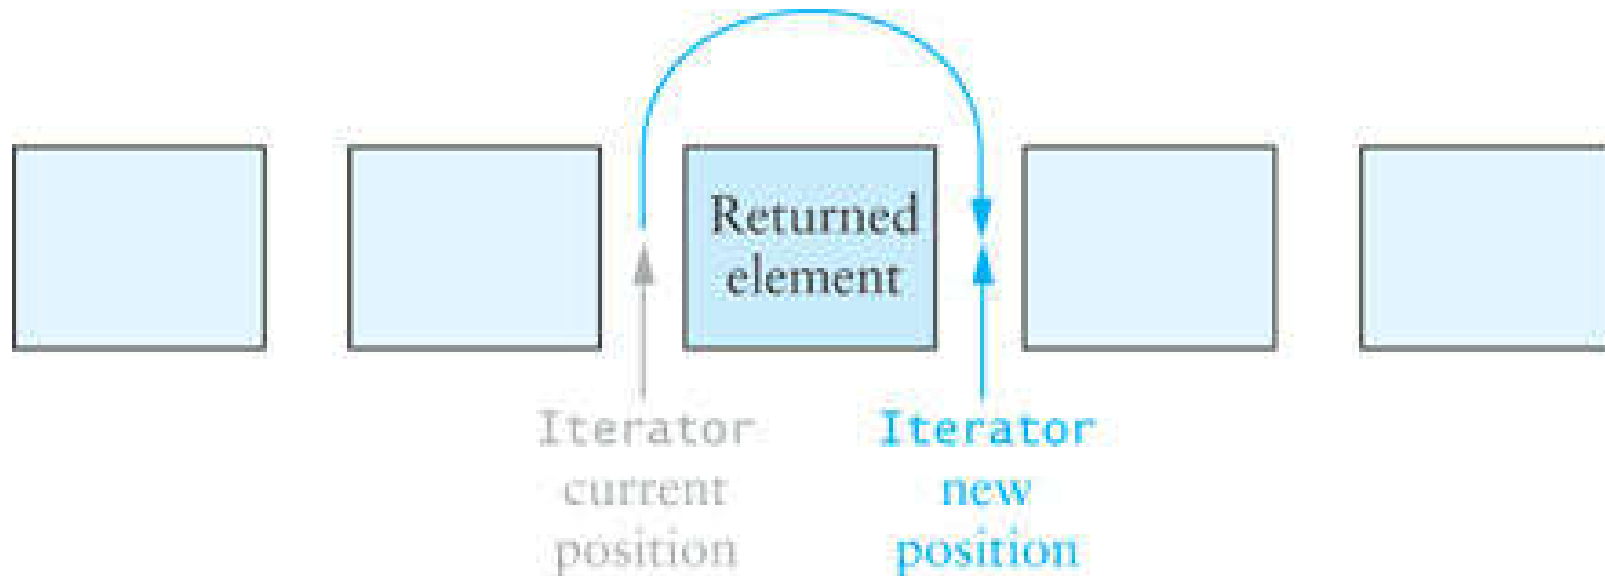 Returned
element
Iterator
current
position
Iterator
new
position